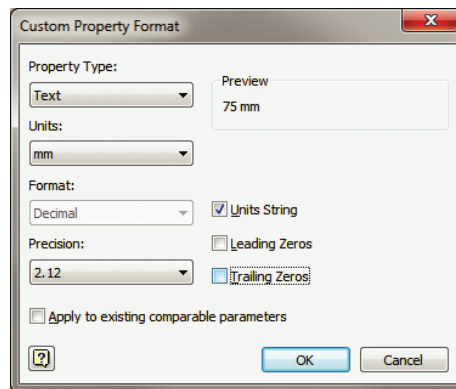 Custom Property Format
Property Type:
Text
Preview
75 mm
Units:
mm
Format:
Decimal
Units String
Precision:
Leading Zeros
2.12
Trailing Zeros
Apply to existing comparable parameters
OK
Cancel